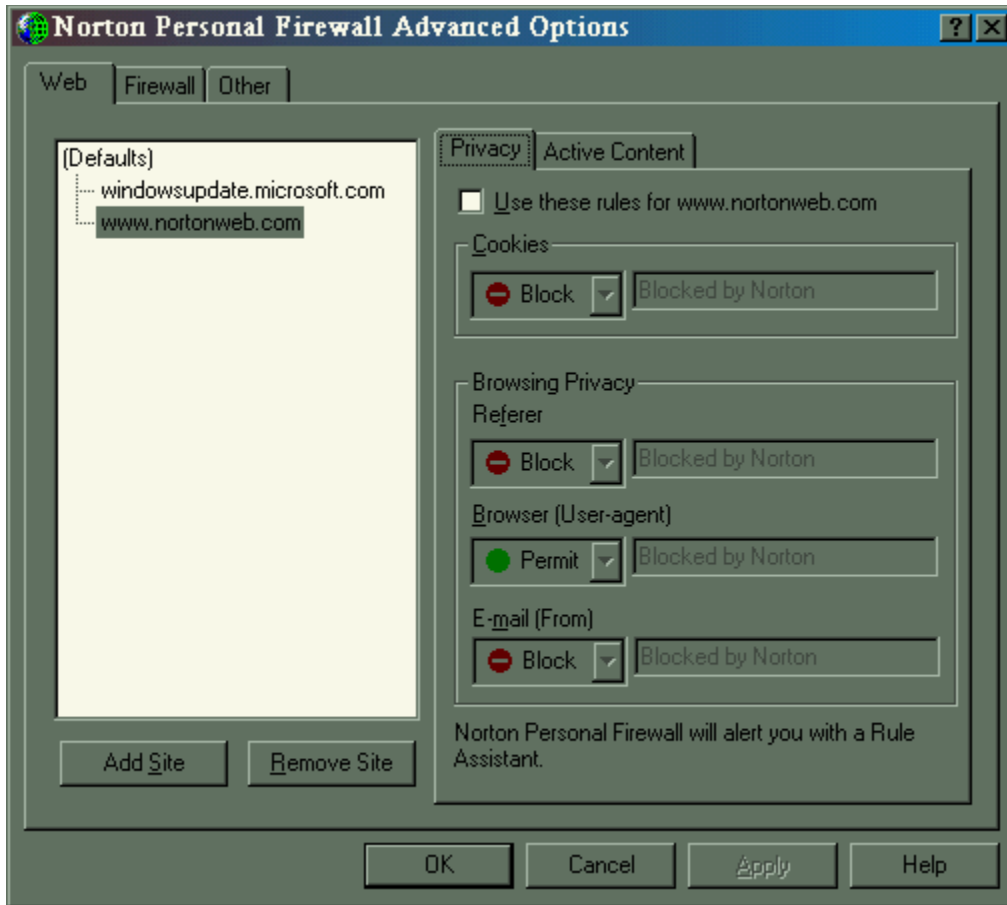 Norton Personal Firewall Advanced Options
Web Firewall Other
(Defaults)
windowsupdate.microsoft.com
www.nortonweb.com
Add Site Remove Site
Privacy Active Content
Use these rules for www.nortonweb.com
Cookies
Block Blocked by Norton
Browsing Privacy
Referer
Block Blocked by Norton
Browser (User-agent)
Permit Blocked by Norton
E-mail (From)
Block Blocked by Norton
Norton Personal Firewall will alert you with a Rule
Assistant.
OK Cancel Apply Help